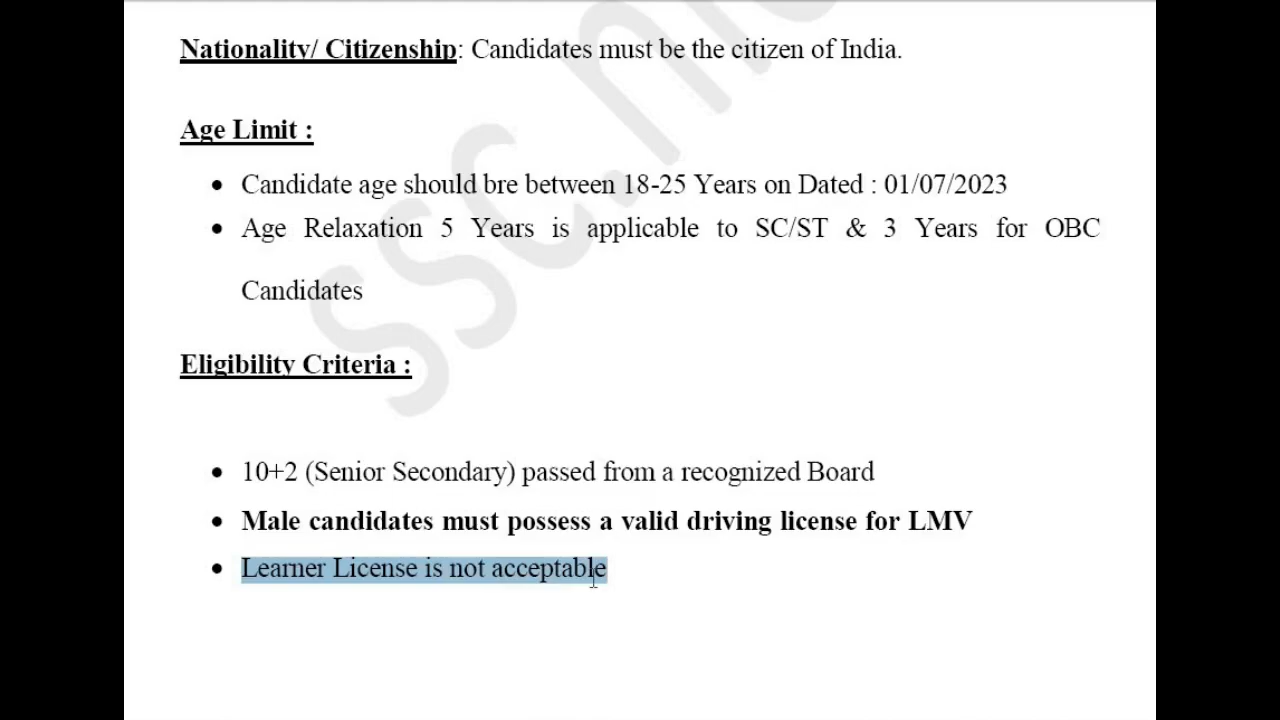 Nationality/ Citizenship: Candidates must be the citizen of India.
Age Limit :
• Candidate age should bre between 18-25 Years on Dated : 01/07/2023
• Age Relaxation 5 Years is applicable to SC/ST & 3 Years for OBC
Candidates
Eligibility Criteria :
• 10+2 (Senior Secondary) passed from a recognized Board
• Male candidates must possess a valid driving license for LMV
• Learner License is not acceptable